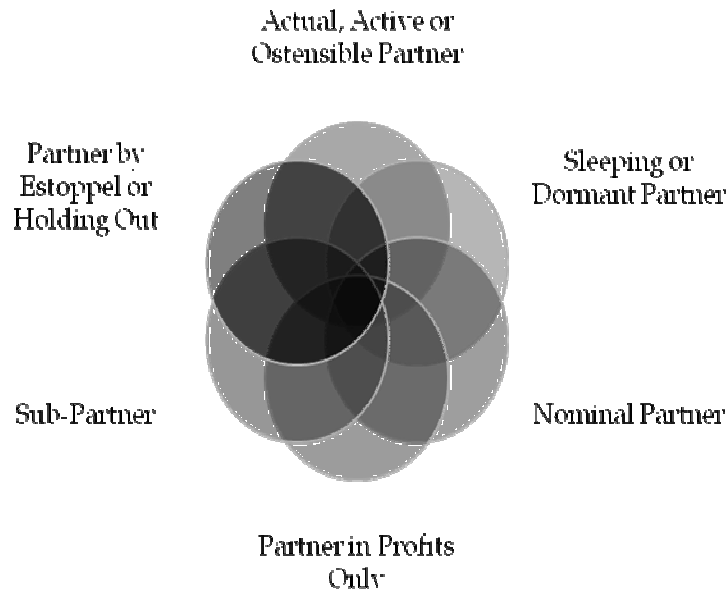 Actual, Active or
Ostensible Partner
Partner by
Estoppel or
Holding Out
Sleeping or
Dormant Partner
Sub-Partner
Nominal Partner
Partner in Profits
Only